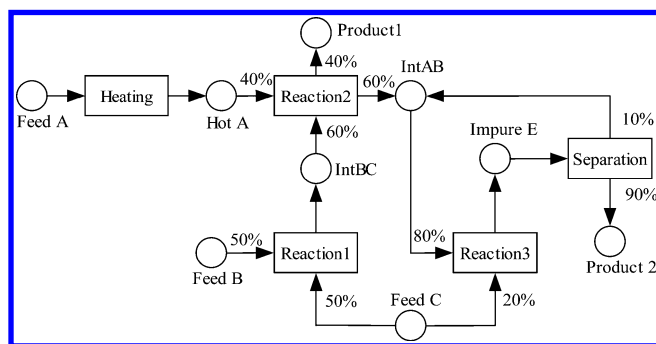 Product1
40%
IntAB
40%
60%
Heating
Reaction2
10%
Feed A
Hot A
60%
Impure E
Separation
IntBC
90%
50%
Reaction1
80%
Reaction3
Feed B
Product 2
50%
Feed C
20%